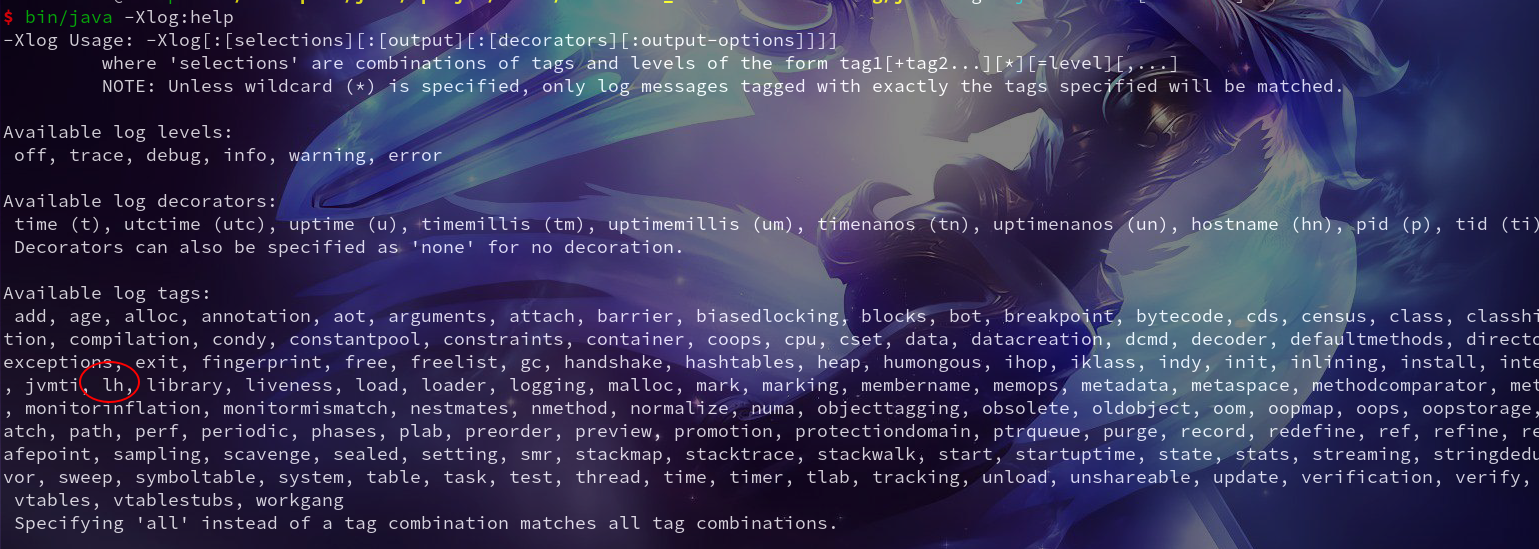 $ bin/java -Xlog:help
-Xlog Usage: -Xlog[:[selections][:[output][:[decorators][:output-options]]]]
where 'selections' are combinations of tags and levels of the form tag1[+tag2...][*][=level][,...]
NOTE: Unless wildcard (*) is specified, only log messages tagged with exactly the tags specified will be matched.
Available log levels:
off, trace, debug, info, warning, error
Available log decorators:
time (t), utctime (utc), uptime (u), timemillis (tm), uptimemillis (um), timenanos (tn), uptimenanos (un), hostname (hn), pid (p), tid (ti)
Decorators can also be specified as 'none' for no decoration.
Available log tags:
add, age, alloc, annotation, aot, arguments, attach, barrier, biasedlocking, blocks, bot, breakpoint, bytecode, cds, census, class, classhi
tion, compilation, condy, constantpool, constraints, container, coops, cpu, cset, data, datacreation, dcmd, decoder, defaultmethods, directo
exceptions, exit, fingerprint, free, freelist, gc, handshake, hashtables, heap, humongous, ihop, iklass, indy, init, inlining, install, inte
, jvmti, lh, library, liveness, load, loader, logging, malloc, mark, marking, membername, memops, metadata, metaspace, methodcomparator, met
, monitorinflation, monitormismatch, nestmates, nmethod, normalize, numa, objecttagging, obsolete, oldobject, oom, oopmap, oops, oopstorage,
atch, path, perf, periodic, phases, plab, preorder, preview, promotion, protectiondomain, ptrqueue, purge, record, redefine, ref, refine, re
afepoint, sampling, scavenge, sealed, setting, smr, stackmap, stacktrace, stackwalk, start, startuptime, state, stats, streaming, stringdedu
vor, sweep, symboltable, system, table, task, test, thread, time, timer, tlab, tracking, unload, unshareable, update, verification, verify,
vtables, vtablestubs, workgang
Specifying 'all' instead of a tag combination matches all tag combinations.